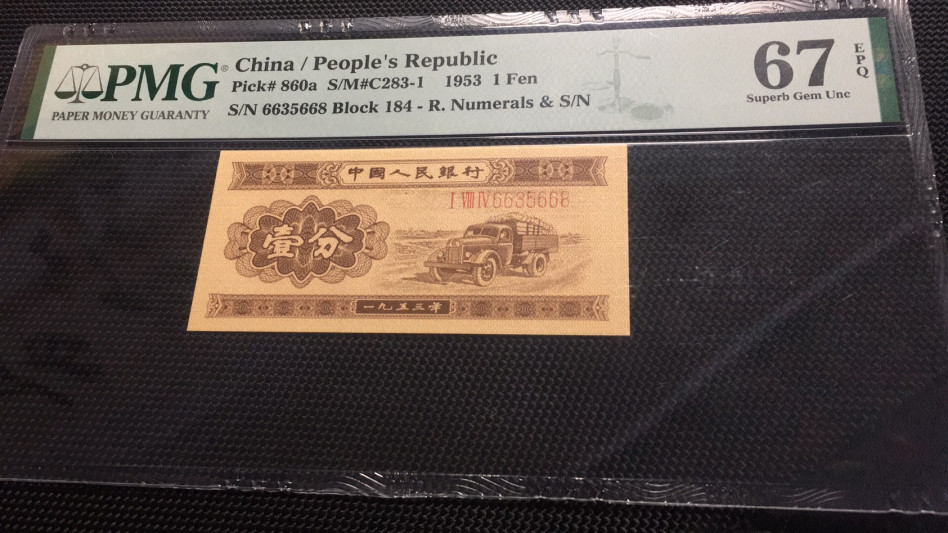 PMG®
PAPER MONEY GUARANTY
China / People's Republic
Pick# 860a S/M#C283-1 1953 1 Fen
S/N 6635668 Block 184 - R. Numerals & S/N
67
EPQ
Superb Gem Unc
中國人民銀行
I VIII IV 6635668
壹分
一九五三年